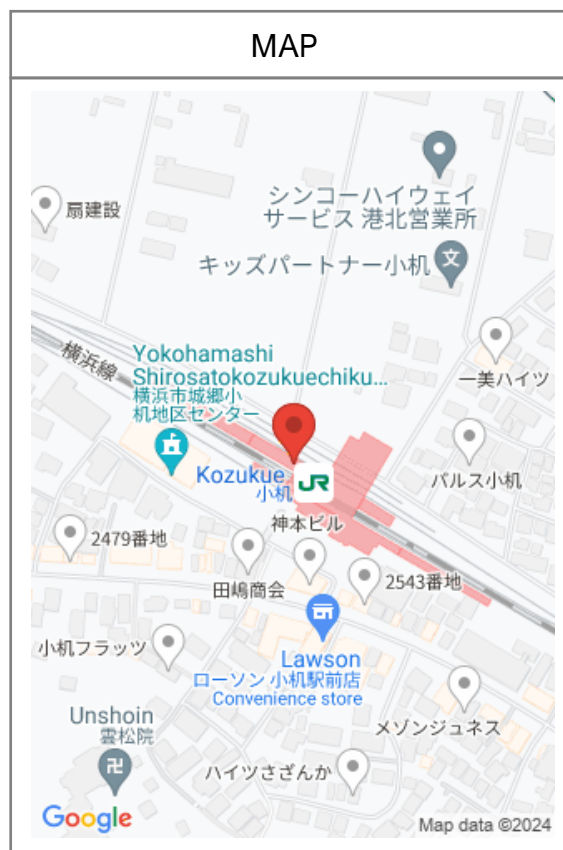 MAP
シンコーハイウェイ
サービス 港北営業所
扇建設
キッズパートナー小机
文
横浜線
Yokohamashi
Shirosatokozukuechiku...
横浜市城郷小
机地区センター
一美ハイツ
パルス小机
Kozukue
小机
JR
神本ビル
2479番地
田嶋商会
2543番地
小机フラッツ
Lawson
ローソン 小机駅前店
Convenience store
Unshoin
雲松院
卍
メゾンジュネス
ハイツさざんか
Google
Map data ©2024